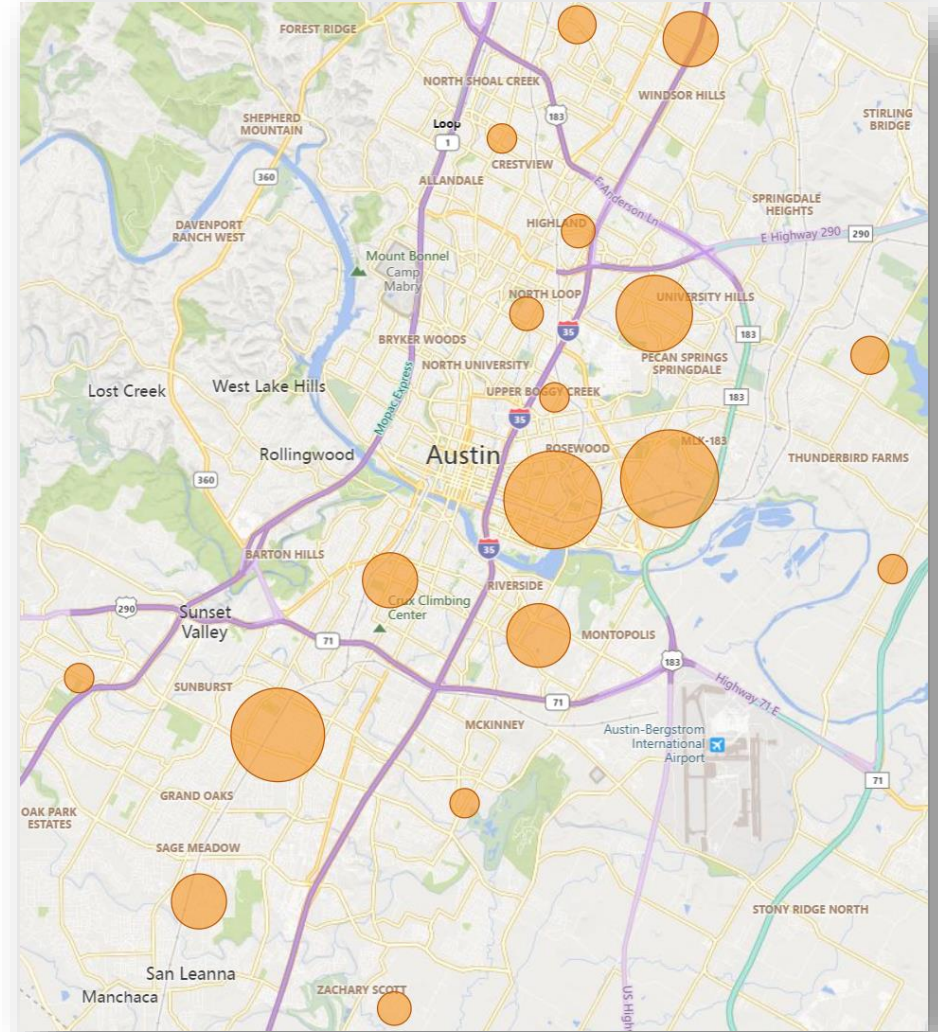 FOREST RIDGE
NORTH SHOAL CREEK
WINDSOR HILLS
183
SHEPHERD
MOUNTAIN
STIRLING
BRIDGE
Loop
1
CRESTVIEW
360
ALLANDALE
E Anderson Ln
SPRINGDALE
HEIGHTS
DAVENPORT
RANCH WEST
HIGHLAND
E Highway 290
290
Mount Bonnel
Camp
Mabry
NORTH LOOP
UNIVERSITY HILLS
35
183
BRYKER WOODS
PECAN SPRINGS
SPRINGDALE
NORTH UNIVERSITY
Lost Creek
West Lake Hills
UPPER BOGGY CREEK
183
Mopac Express
35
Rollingwood
Austin
ROSEWOOD
MLK-183
THUNDERBIRD FARMS
360
35
BARTON HILLS
RIVERSIDE
290
Sunset
Valley
Crux Climbing
Center
71
MONTOPOLIS
183
SUNBURST
Highway 71 E
71
MCKINNEY
Austin-Bergstrom
International
Airport
71
GRAND OAKS
OAK PARK
ESTATES
SAGE MEADOW
STONY RIDGE NORTH
San Leanna
Manchaca
ZACHARY SCOTT
US High